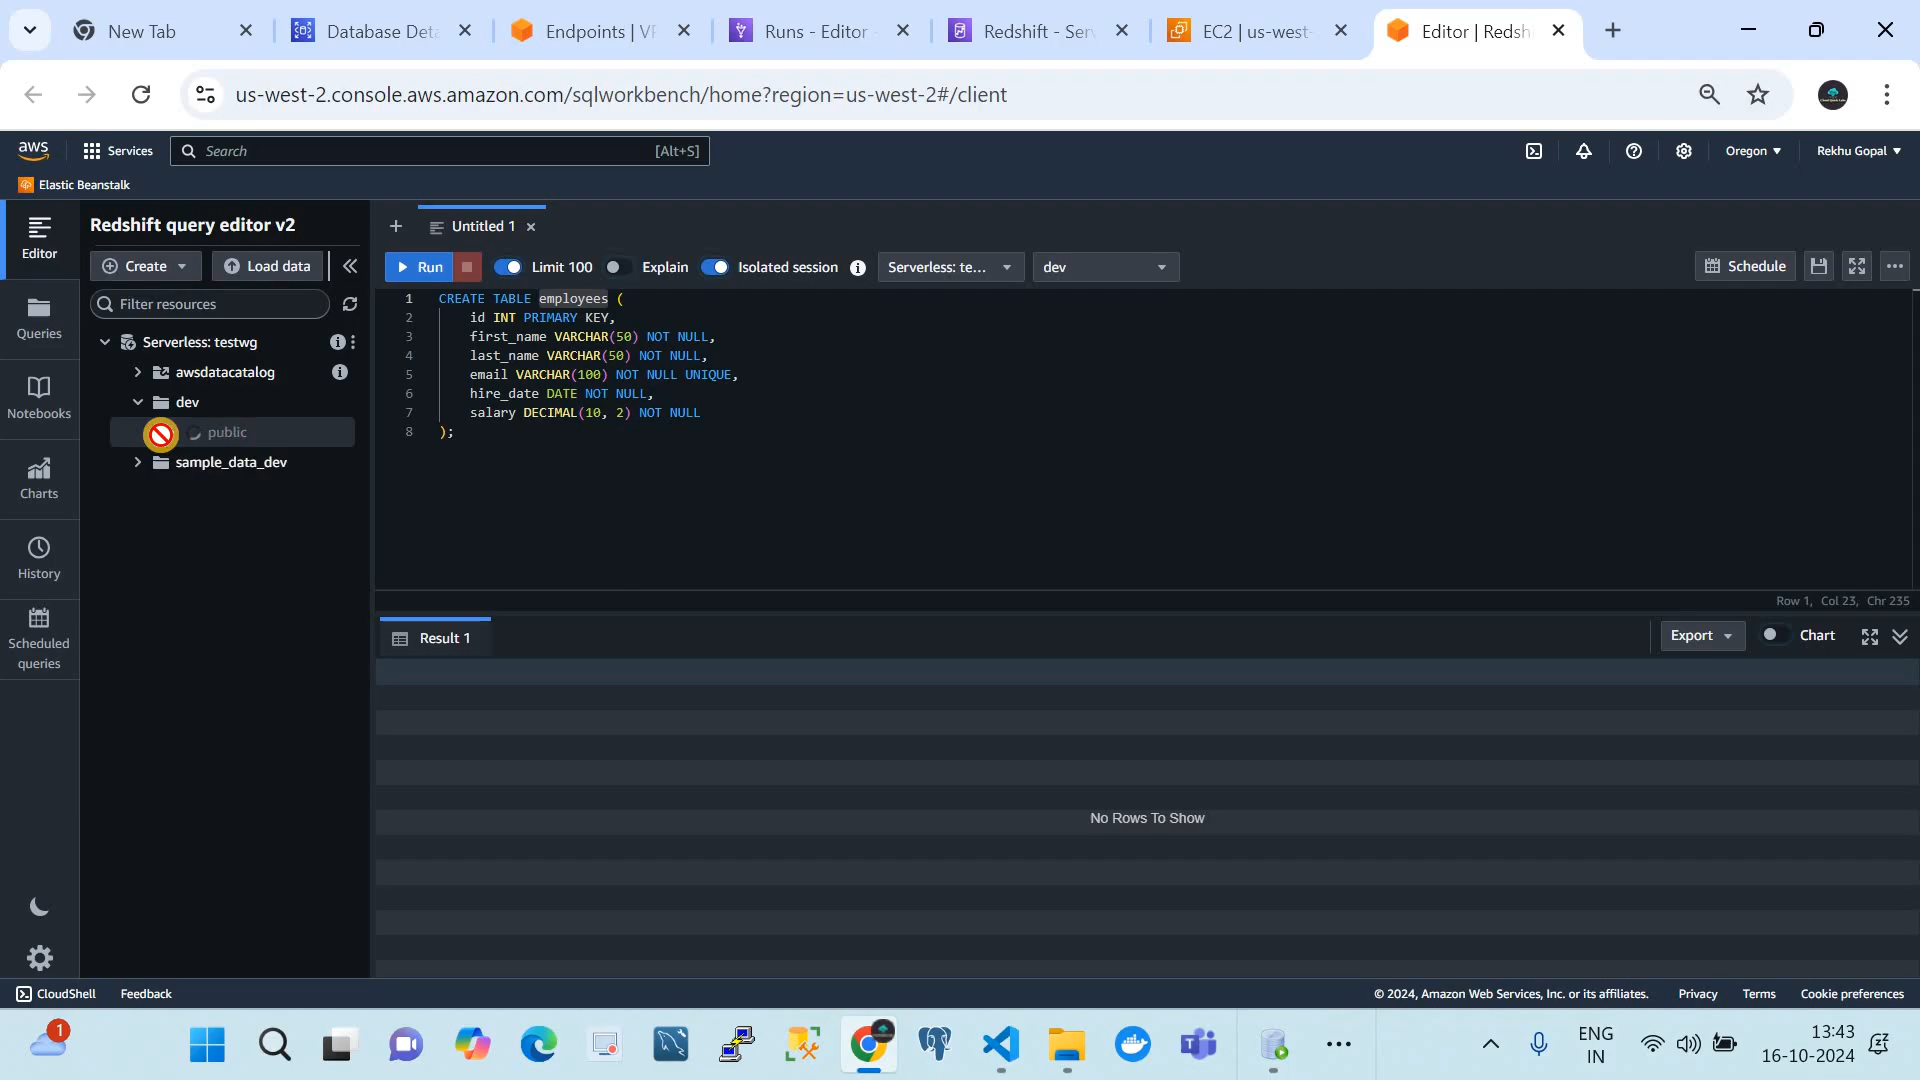 New Tab
Database Deta
Endpoints | VP
Runs - Editor -
Redshift - Serv
EC2 | us-west-
Editor | Redshi
us-west-2.console.aws.amazon.com/sqlworkbench/home?region=us-west-2#/client
aws
Services
Search
[Alt+S]
Oregon
Rekhu Gopal
Elastic Beanstalk
Editor
Queries
Notebooks
Charts
History
Scheduled
queries
Redshift query editor v2
Create
Load data
Filter resources
Serverless: testwg
awsdatacatalog
dev
public
sample_data_dev
Untitled 1
Run
Limit 100
Explain
Isolated session
Serverless: te...
dev
Schedule
1 CREATE TABLE employees (
2 id INT PRIMARY KEY,
3 first_name VARCHAR(50) NOT NULL,
4 last_name VARCHAR(50) NOT NULL,
5 email VARCHAR(100) NOT NULL UNIQUE,
6 hire_date DATE NOT NULL,
7 salary DECIMAL(10, 2) NOT NULL
8 );
Row 1, Col 23, Chr 235
Result 1
Export
Chart
No Rows To Show
CloudShell
Feedback
© 2024, Amazon Web Services, Inc. or its affiliates.
Privacy
Terms
Cookie preferences
1
ENG
IN
13:43
16-10-2024